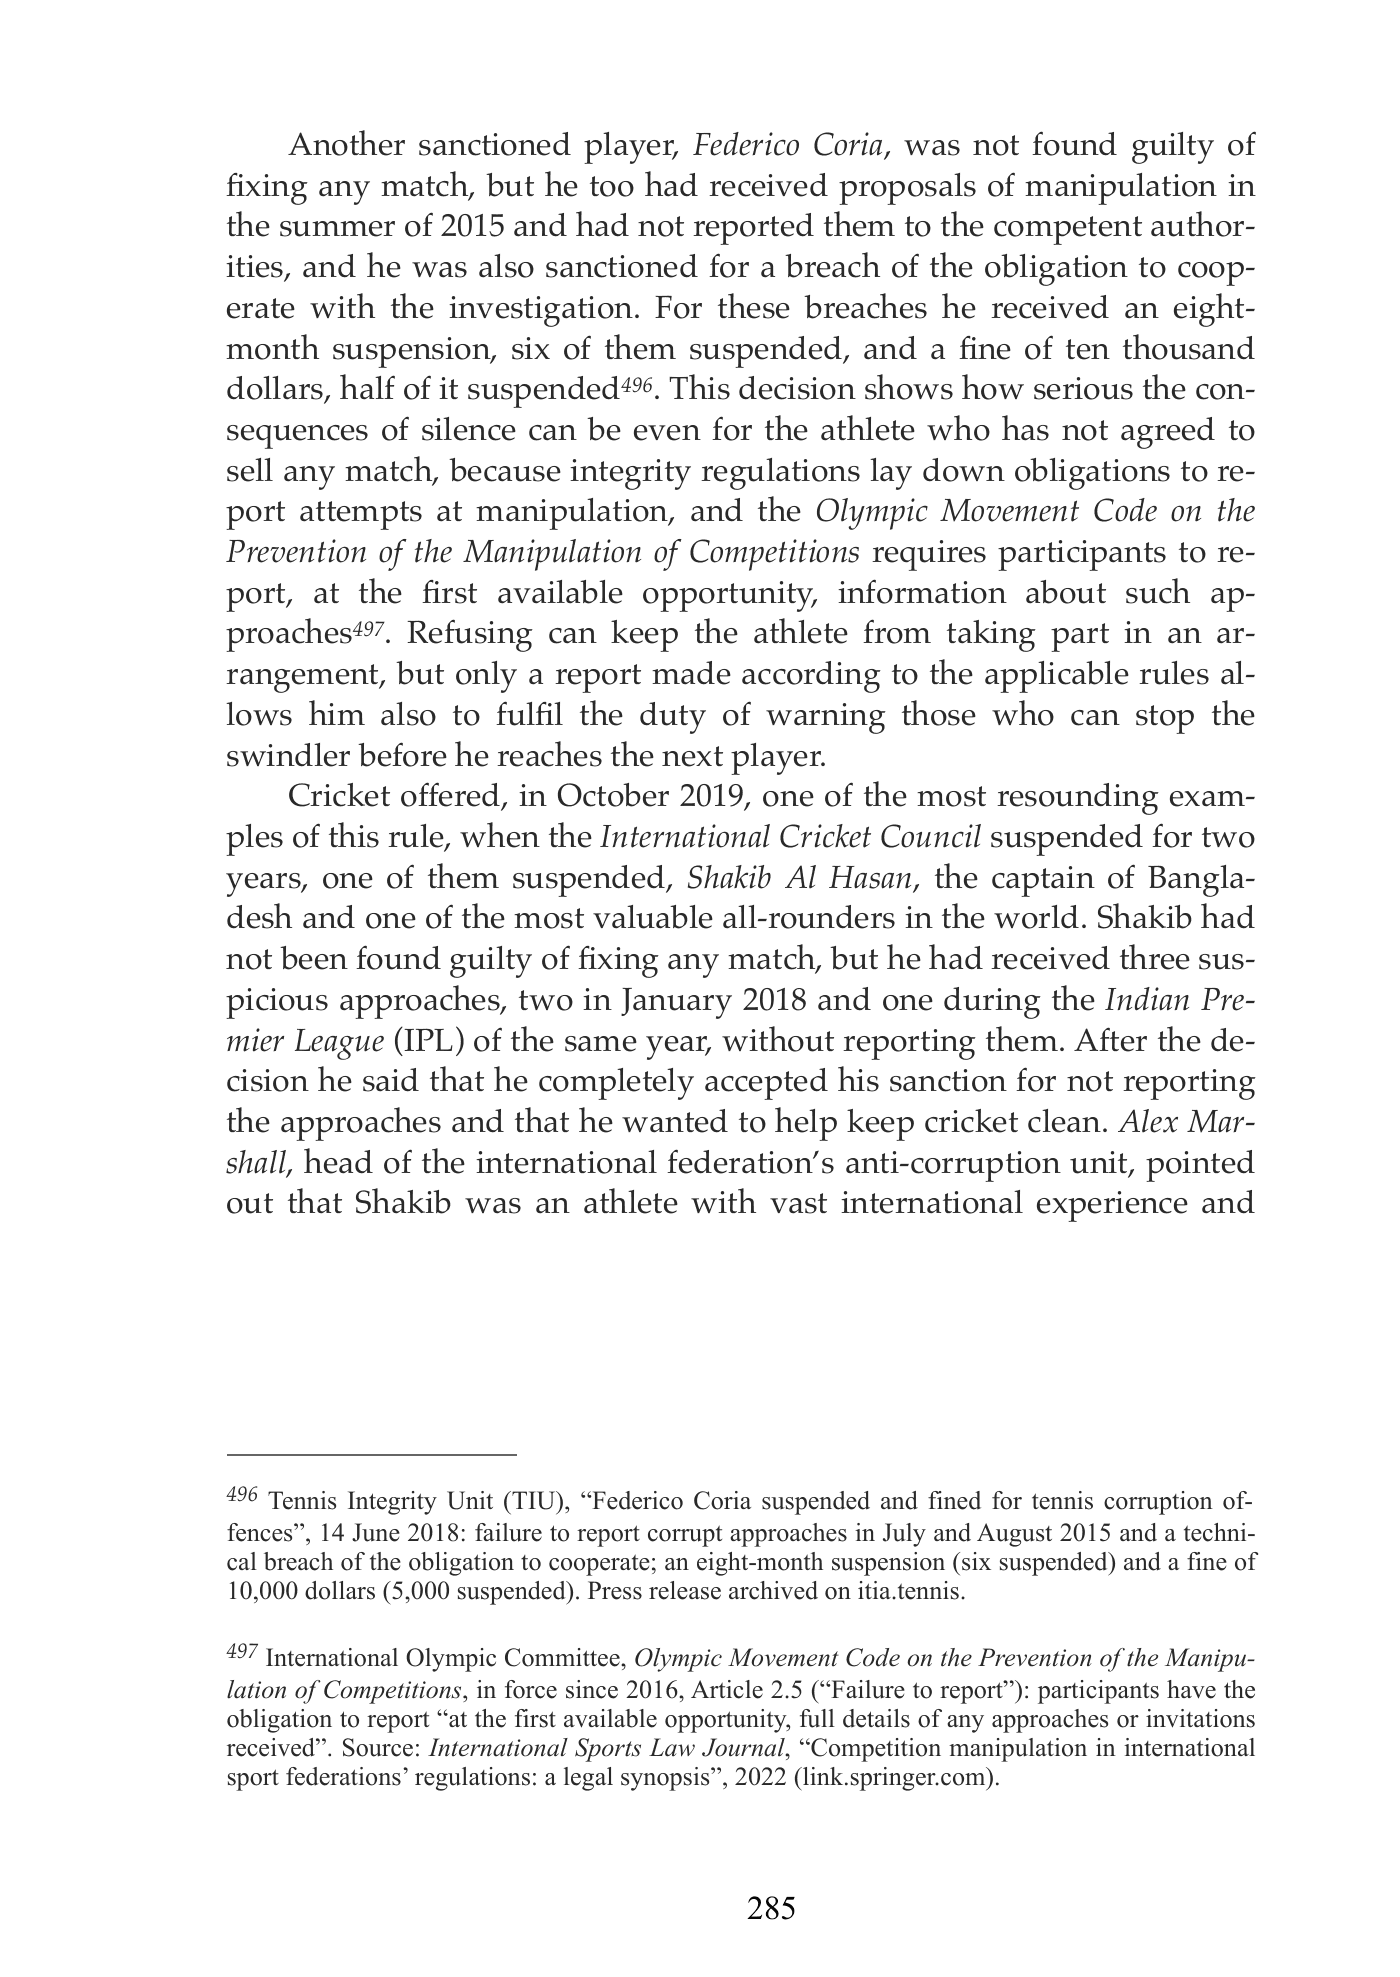 Another sanctioned player, Federico Coria, was not found guilty of
fixing any match, but he too had received proposals of manipulation in
the summer of 2015 and had not reported them to the competent author-
ities, and he was also sanctioned for a breach of the obligation to coop-
erate with the investigation. For these breaches he received an eight-
month suspension, six of them suspended, and a fine of ten thousand
dollars, half of it suspended496. This decision shows how serious the con-
sequences of silence can be even for the athlete who has not agreed to
sell any match, because integrity regulations lay down obligations to re-
port attempts at manipulation, and the Olympic Movement Code on the
Prevention of the Manipulation of Competitions requires participants to re-
port, at the first available opportunity, information about such ap-
proaches497. Refusing can keep the athlete from taking part in an ar-
rangement, but only a report made according to the applicable rules al-
lows him also to fulfil the duty of warning those who can stop the
swindler before he reaches the next player.
Cricket offered, in October 2019, one of the most resounding exam-
ples of this rule, when the International Cricket Council suspended for two
years, one of them suspended, Shakib Al Hasan, the captain of Bangla-
desh and one of the most valuable all-rounders in the world. Shakib had
not been found guilty of fixing any match, but he had received three sus-
picious approaches, two in January 2018 and one during the Indian Pre-
mier League (IPL) of the same year, without reporting them. After the de-
cision he said that he completely accepted his sanction for not reporting
the approaches and that he wanted to help keep cricket clean. Alex Mar-
shall, head of the international federation’s anti-corruption unit, pointed
out that Shakib was an athlete with vast international experience and
496 Tennis Integrity Unit (TIU), “Federico Coria suspended and fined for tennis corruption of-
fences”, 14 June 2018: failure to report corrupt approaches in July and August 2015 and a techni-
cal breach of the obligation to cooperate; an eight-month suspension (six suspended) and a fine of
10,000 dollars (5,000 suspended). Press release archived on itia.tennis.
497 International Olympic Committee, Olympic Movement Code on the Prevention of the Manipu-
lation of Competitions, in force since 2016, Article 2.5 (“Failure to report”): participants have the
obligation to report “at the first available opportunity, full details of any approaches or invitations
received”. Source: International Sports Law Journal, “Competition manipulation in international
sport federations’ regulations: a legal synopsis”, 2022 (link.springer.com).
285